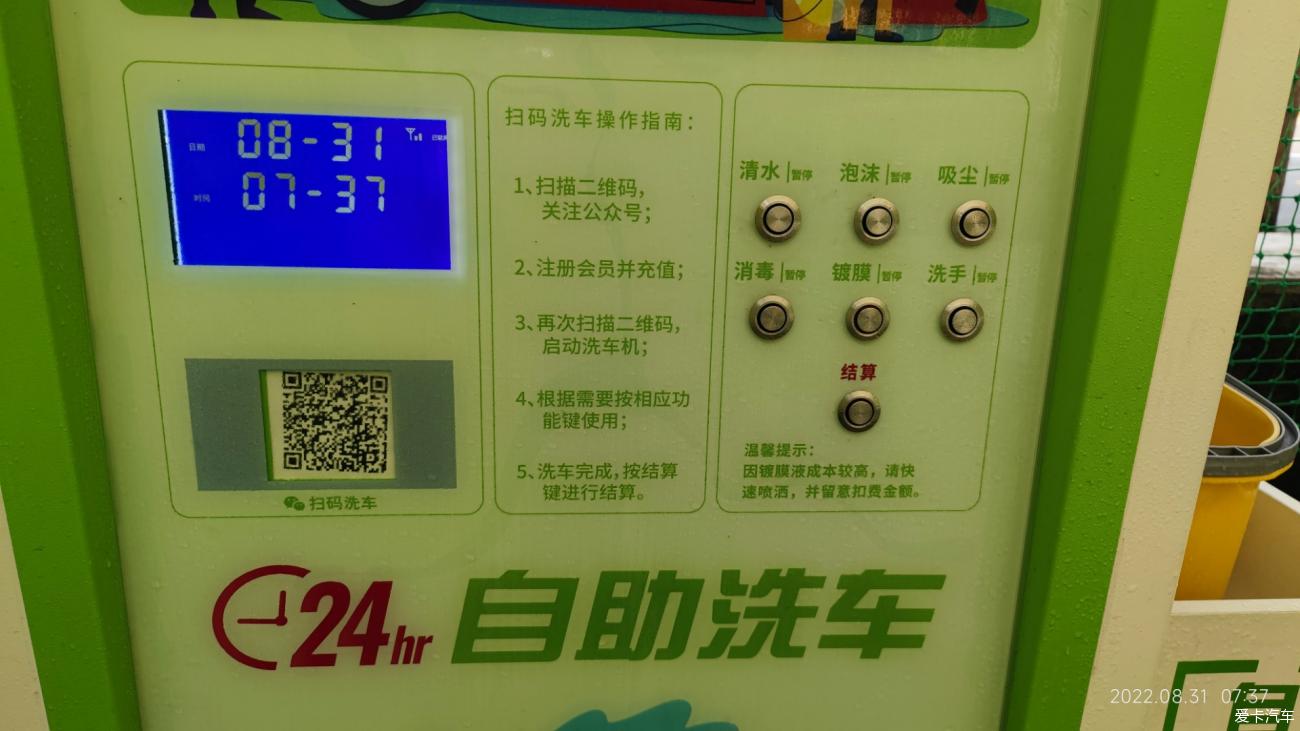 日期 08-31 已联网
时间 07-37
扫码洗车
扫码洗车操作指南：
1、扫描二维码，
关注公众号；
2、注册会员并充值；
3、再次扫描二维码，
启动洗车机；
4、根据需要按相应功
能键使用；
5、洗车完成，按结算
键进行结算。
清水|暂停 泡沫|暂停 吸尘|暂停
消毒|暂停 镀膜|暂停 洗手|暂停
结算
温馨提示：
因镀膜液成本较高，请快
速喷洒，并留意扣费金额。
24hr 自助洗车
2022.08.31 07:37
爱卡汽车